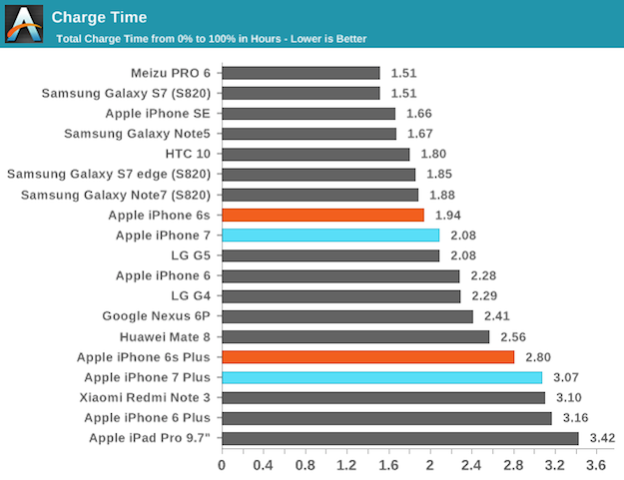 Charge Time
Total Charge Time from 0% to 100% in Hours - Lower is Better
Meizu PRO 6 1.51
Samsung Galaxy S7 (S820) 1.51
Apple iPhone SE 1.66
Samsung Galaxy Note5 1.67
HTC 10 1.80
Samsung Galaxy S7 edge (S820) 1.85
Samsung Galaxy Note7 (S820) 1.88
Apple iPhone 6s 1.94
Apple iPhone 7 2.08
LG G5 2.08
Apple iPhone 6 2.28
LG G4 2.29
Google Nexus 6P 2.41
Huawei Mate 8 2.56
Apple iPhone 6s Plus 2.80
Apple iPhone 7 Plus 3.07
Xiaomi Redmi Note 3 3.10
Apple iPhone 6 Plus 3.16
Apple iPad Pro 9.7" 3.42
0 0.4 0.8 1.2 1.6 2 2.4 2.8 3.2 3.6